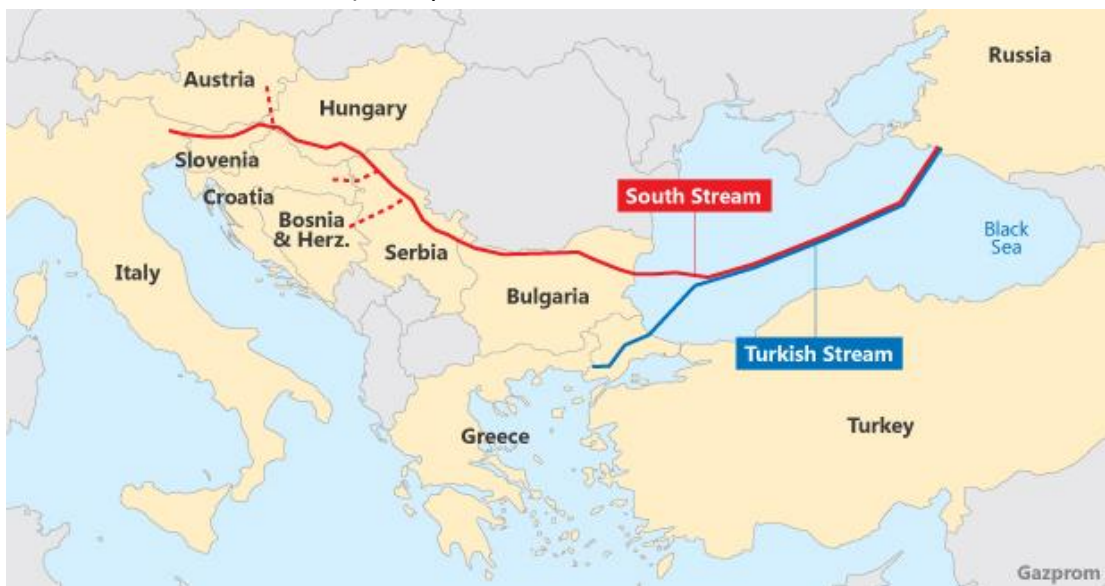 Russia
Austria
Hungary
Slovenia
South Stream
Croatia
Bosnia
& Herz.
Black
Sea
Serbia
Italy
Bulgaria
Turkish Stream
Turkey
Greece
Gazprom